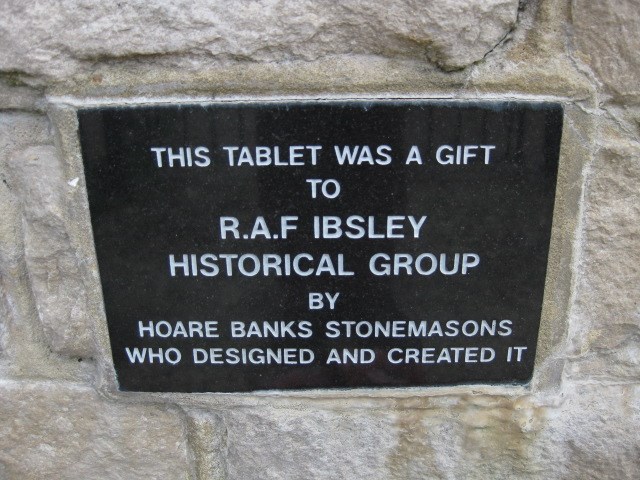 THIS TABLET WAS A GIFT
TO
R.A.F IBSLEY
HISTORICAL GROUP
BY
HOARE BANKS STONEMASONS
WHO DESIGNED AND CREATED IT